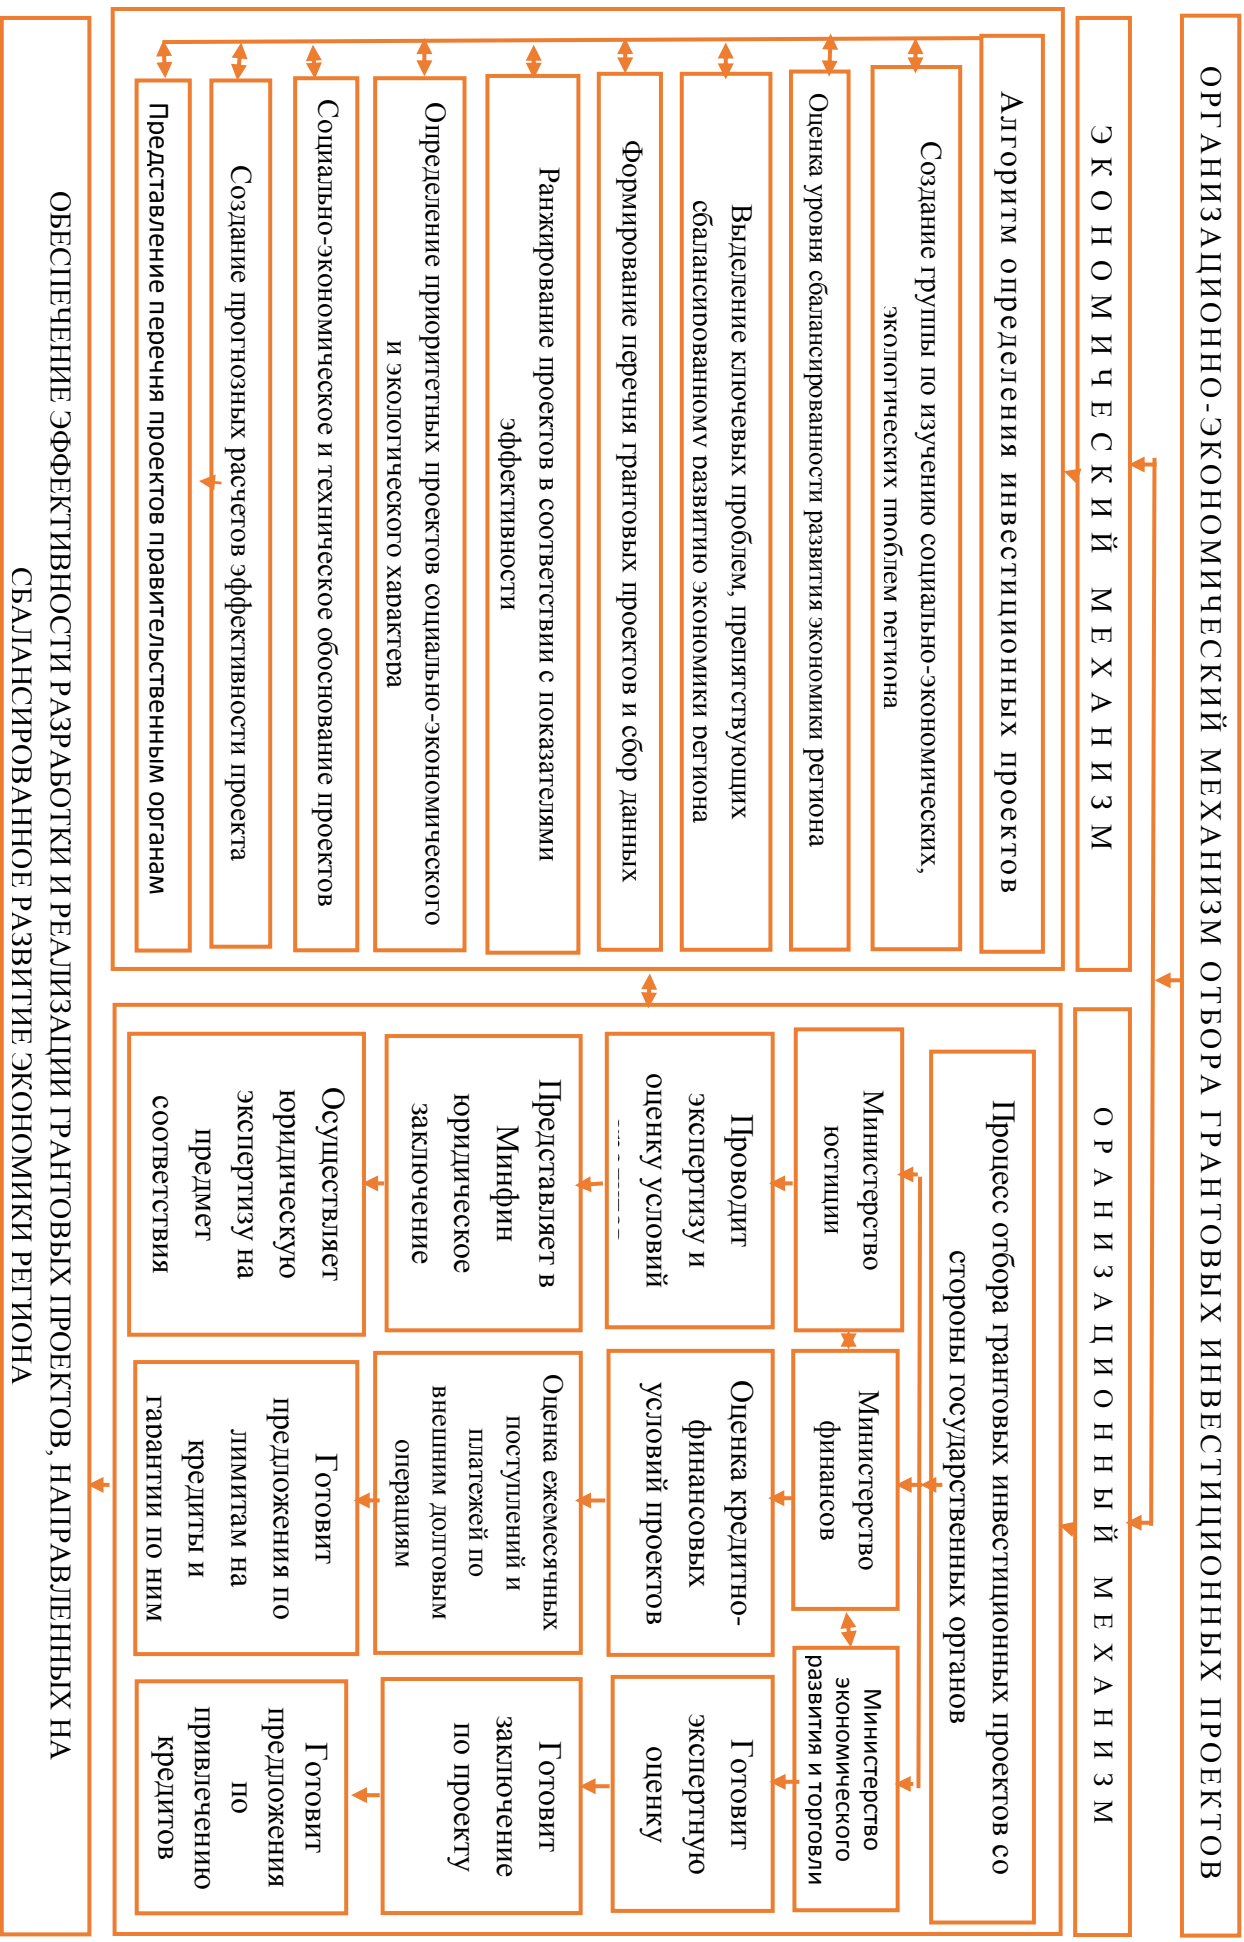 ОРГАНИЗАЦИОННО-ЭКОНОМИЧЕСКИЙ МЕХАНИЗМ ОТБОРА ГРАНТОВЫХ ИНВЕСТИЦИОННЫХ ПРОЕКТОВ
ЭКОНОМИЧЕСКИЙ МЕХАНИЗМ
Алгоритм определения инвестиционных проектов
Создание группы по изучению социально-экономических,
экологических проблем региона
Оценка уровня сбалансированности развития экономики региона
Выделение ключевых проблем, препятствующих
сбалансированному развитию экономики региона
Формирование перечня грантовых проектов и сбор данных
Ранжирование проектов в соответствии с показателями
эффективности
Определение приоритетных проектов социально-экономического
и экологического характера
Социально-экономическое и техническое обоснование проектов
Создание прогнозных расчетов эффективности проекта
Представление перечня проектов правительственным органам
ОРАНИЗАЦИОННЫЙ МЕХАНИЗМ
Процесс отбора грантовых инвестиционных проектов со
стороны государственных органов
Министерство
юстиции
Проводит
экспертизу и
оценку условий
Представляет в
Минфин
юридическое
заключение
Осуществляет
юридическую
экспертизу на
предмет
соответствия
Министерство
финансов
Оценка кредитно-
финансовых
условий проектов
Оценка ежемесячных
поступлений и
платежей по
внешним долговым
операциям
Готовит
предложения по
лимитам на
кредиты и
гарантии по ним
Министерство
экономического
развития и торговли
Готовит
экспертную
оценку
Готовит
заключение
по проекту
Готовит
предложения
по
привлечению
кредитов
ОБЕСПЕЧЕНИЕ ЭФФЕКТИВНОСТИ РАЗРАБОТКИ И РЕАЛИЗАЦИИ ГРАНТОВЫХ ПРОЕКТОВ, НАПРАВЛЕННЫХ НА
СБАЛАНСИРОВАННОЕ РАЗВИТИЕ ЭКОНОМИКИ РЕГИОНА